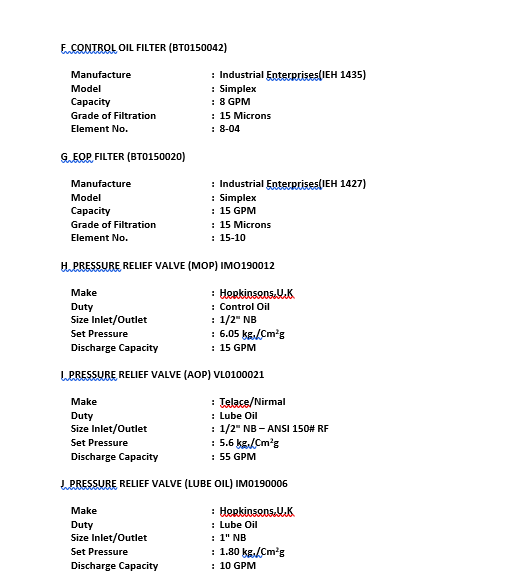 F  CONTROL OIL FILTER (BT0150042)
Manufacture : Industrial Enterprises(IEH 1435)
Model : Simplex
Capacity : 8 GPM
Grade of Filtration : 15 Microns
Element No. : 8-04
G  EOP FILTER (BT0150020)
Manufacture : Industrial Enterprises(IEH 1427)
Model : Simplex
Capacity : 15 GPM
Grade of Filtration : 15 Microns
Element No. : 15-10
H  PRESSURE RELIEF VALVE (MOP) IMO190012
Make : Hopkinsons,U.K
Duty : Control Oil
Size Inlet/Outlet : 1/2" NB
Set Pressure : 6.05 kg./Cm²g
Discharge Capacity : 15 GPM
I  PRESSURE RELIEF VALVE (AOP) VL0100021
Make : Telace/Nirmal
Duty : Lube Oil
Size Inlet/Outlet : 1/2" NB – ANSI 150# RF
Set Pressure : 5.6 kg./Cm²g
Discharge Capacity : 55 GPM
J  PRESSURE RELIEF VALVE (LUBE OIL) IM0190006
Make : Hopkinsons,U.K
Duty : Lube Oil
Size Inlet/Outlet : 1" NB
Set Pressure : 1.80 kg./Cm²g
Discharge Capacity : 10 GPM